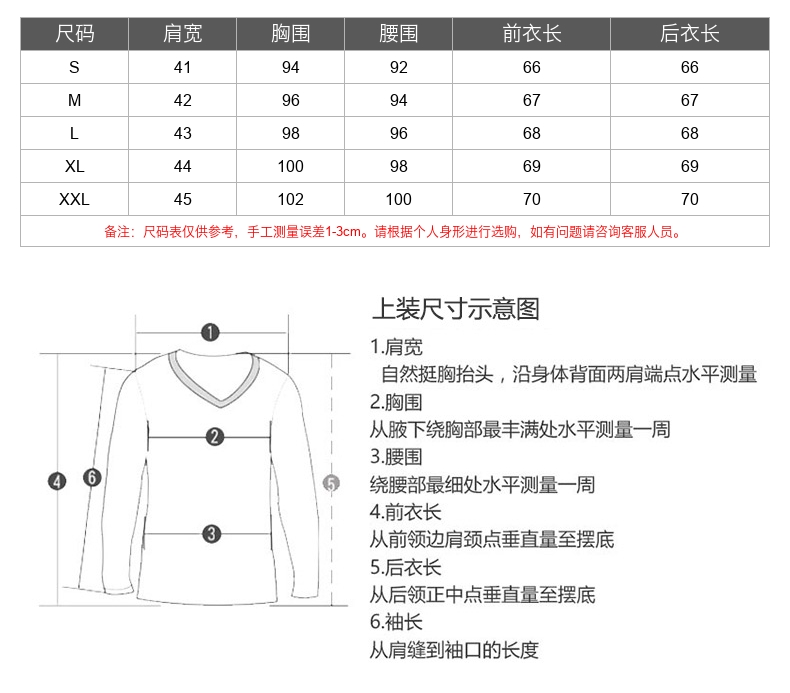 尺码 肩宽 胸围 腰围 前衣长 后衣长
S 41 94 92 66 66
M 42 96 94 67 67
L 43 98 96 68 68
XL 44 100 98 69 69
XXL 45 102 100 70 70
备注：尺码表仅供参考，手工测量误差1-3cm。请根据个人身形进行选购，如有问题请咨询客服人员。
上装尺寸示意图
1.肩宽
自然挺胸抬头，沿身体背面两肩端点水平测量
2.胸围
从腋下绕胸部最丰满处水平测量一周
3.腰围
绕腰部最细处水平测量一周
4.前衣长
从前领边肩颈点垂直量至摆底
5.后衣长
从后领正中点垂直量至摆底
6.袖长
从肩缝到袖口的长度
1
2
3
4
6
5